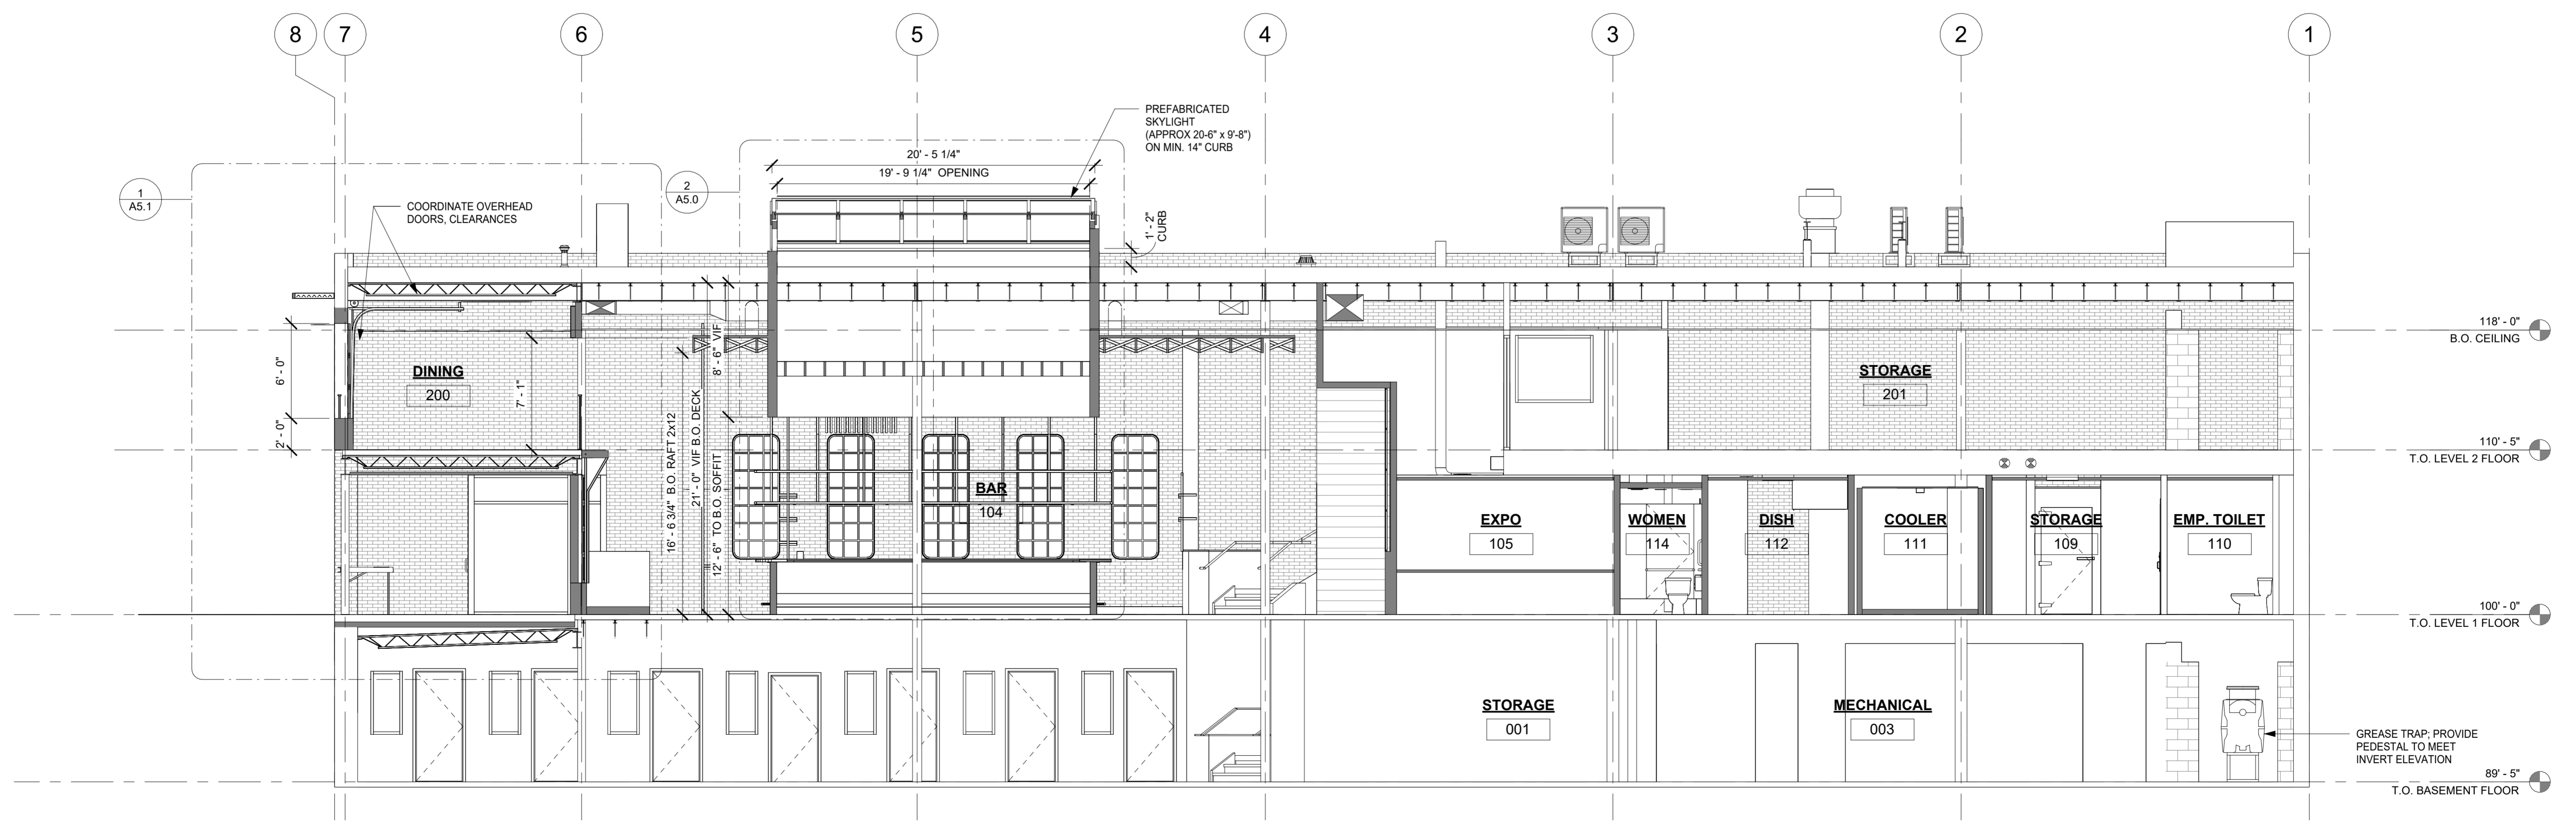 8
7
6
5
4
3
2
1
PREFABRICATED
SKYLIGHT
(APPROX 20-6" x 9'-8")
ON MIN. 14" CURB
20' - 5 1/4"
19' - 9 1/4" OPENING
1
A5.1
2
A5.0
COORDINATE OVERHEAD
DOORS, CLEARANCES
1' - 2"
CURB
118' - 0"
B.O. CEILING
6' - 0"
2' - 0"
DINING
200
7' - 1"
8' - 6" VIF
16' - 6 3/4" B.O. RAFT 2x12
21' - 0" VIF B.O. DECK
12' - 6" TO B.O. SOFFIT
STORAGE
201
110' - 5"
T.O. LEVEL 2 FLOOR
BAR
104
EXPO
105
WOMEN
114
DISH
112
COOLER
111
STORAGE
109
EMP. TOILET
110
100' - 0"
T.O. LEVEL 1 FLOOR
STORAGE
001
MECHANICAL
003
GREASE TRAP; PROVIDE
PEDESTAL TO MEET
INVERT ELEVATION
89' - 5"
T.O. BASEMENT FLOOR